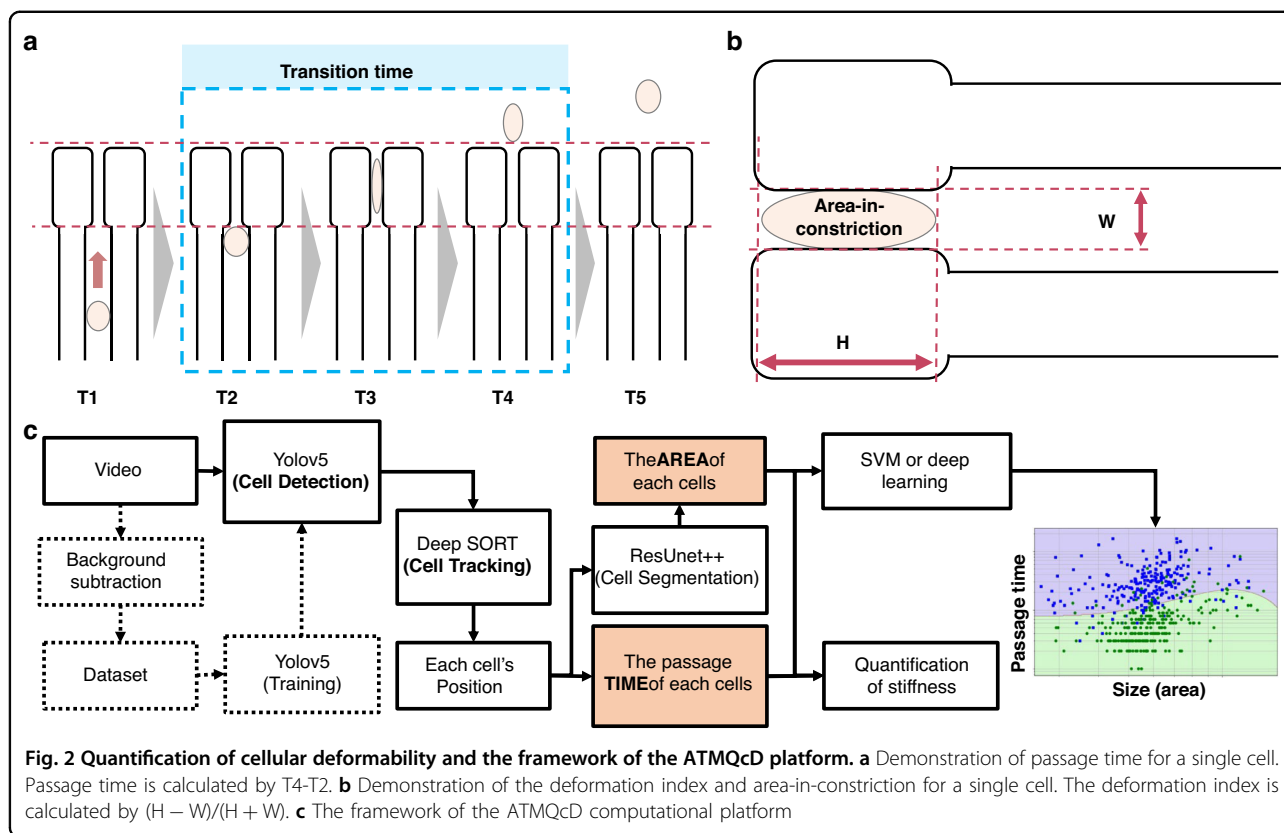 a
Transition time
T1
T2
T3
T4
T5
b
Area-in-
constriction
W
H
c
Video
Yolov5
(Cell Detection)
Background
subtraction
Dataset
Yolov5
(Training)
Deep SORT
(Cell Tracking)
Each cell's
Position
TheAREAof
each cells
ResUnet++
(Cell Segmentation)
The passage
TIMEof each cells
SVM or deep
learning
Quantification
of stiffness
Passage time
Size (area)
Fig. 2 Quantification of cellular deformability and the framework of the ATMQcD platform. a Demonstration of passage time for a single cell.
Passage time is calculated by T4-T2. b Demonstration of the deformation index and area-in-constriction for a single cell. The deformation index is
calculated by (H − W)/(H + W). c The framework of the ATMQcD computational platform